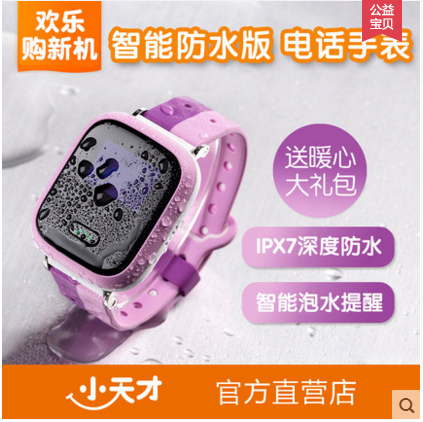 欢乐
购新机
智能防水版 电话手表
公益
宝贝
送暖心
大礼包
IPX7深度防水
智能泡水提醒
小天才
官方直营店